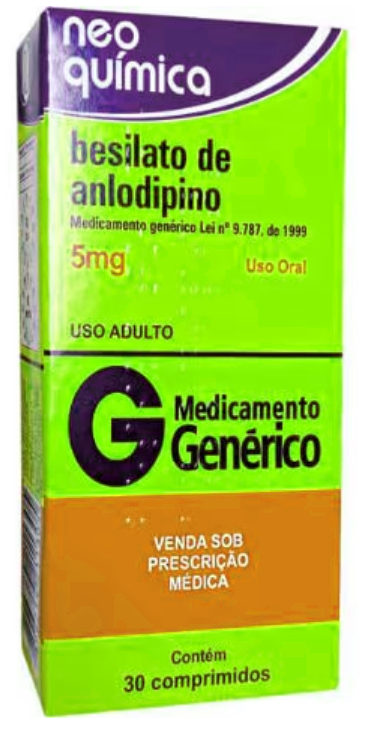 neo
química
besilato de
anlodipino
Medicamento genérico Lei nº 9.787, de 1999
5mg Uso Oral
USO ADULTO
G Medicamento
Genérico
VENDA SOB
PRESCRIÇÃO
MÉDICA
Contém
30 comprimidos